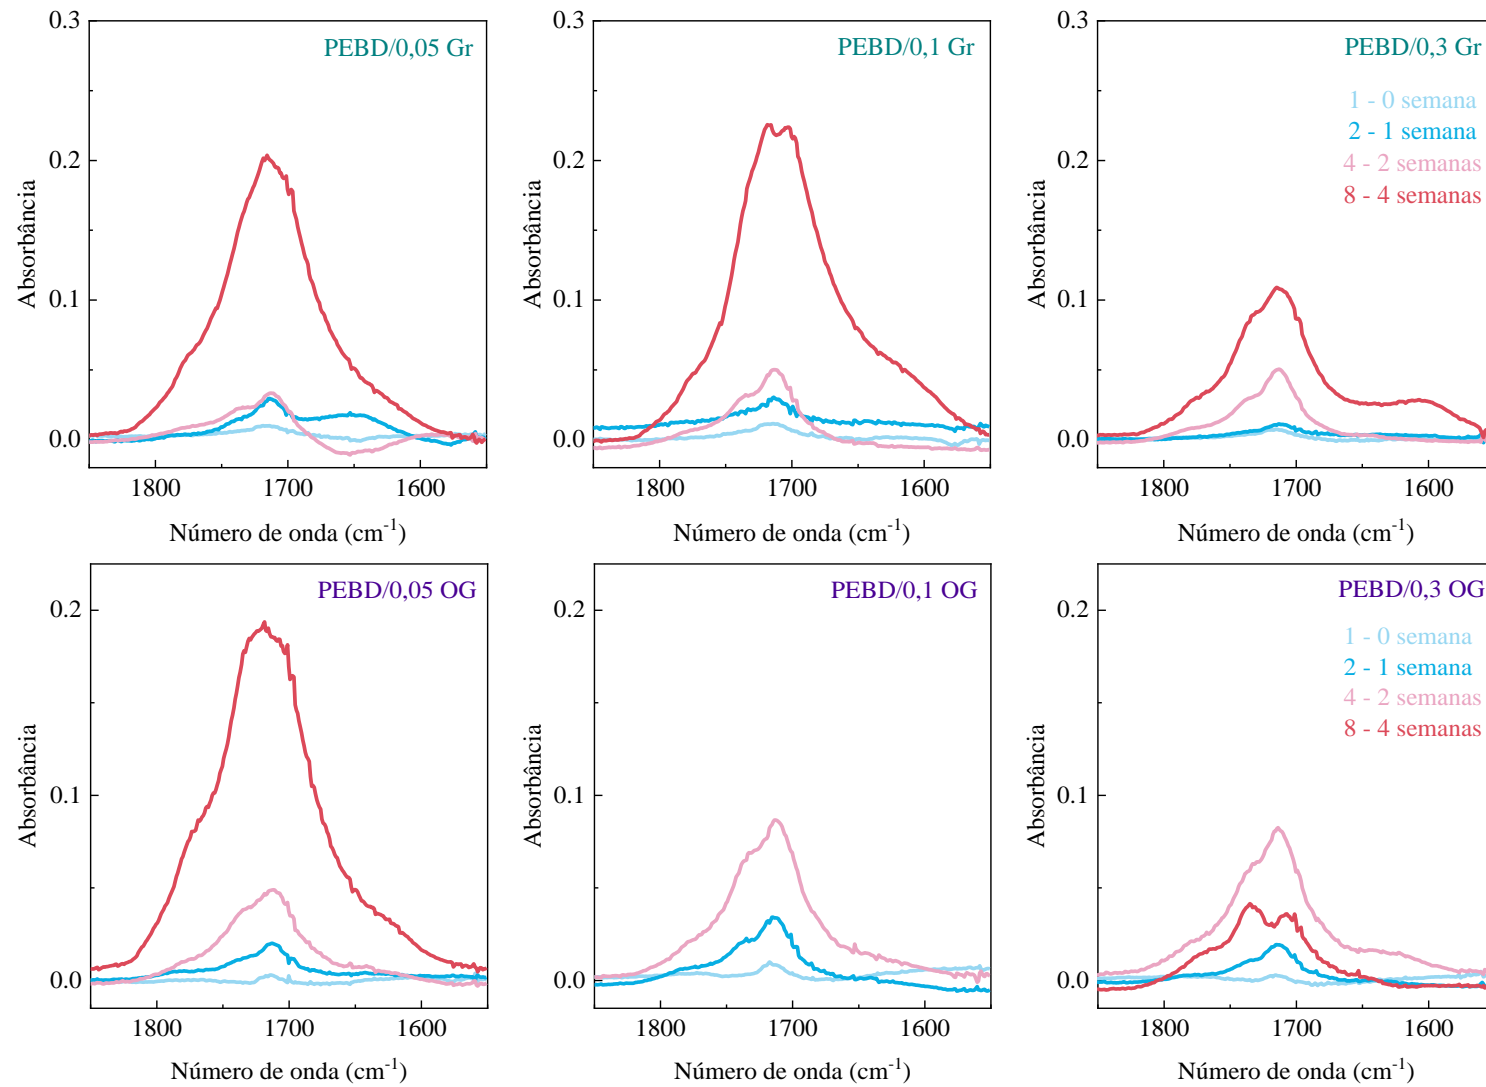 PEBD/0,05 Gr
0.3
0.2
0.1
0.0
Absorbância
1800
1700
1600
Número de onda (cm-1)
PEBD/0,1 Gr
0.3
0.2
0.1
0.0
Absorbância
1800
1700
1600
Número de onda (cm-1)
PEBD/0,3 Gr
1 - 0 semana
2 - 1 semana
4 - 2 semanas
8 - 4 semanas
0.3
0.2
0.1
0.0
Absorbância
1800
1700
1600
Número de onda (cm-1)
PEBD/0,05 OG
0.2
0.1
0.0
Absorbância
1800
1700
1600
Número de onda (cm-1)
PEBD/0,1 OG
0.2
0.1
0.0
Absorbância
1800
1700
1600
Número de onda (cm-1)
PEBD/0,3 OG
1 - 0 semana
2 - 1 semana
4 - 2 semanas
8 - 4 semanas
0.2
0.1
0.0
Absorbância
1800
1700
1600
Número de onda (cm-1)